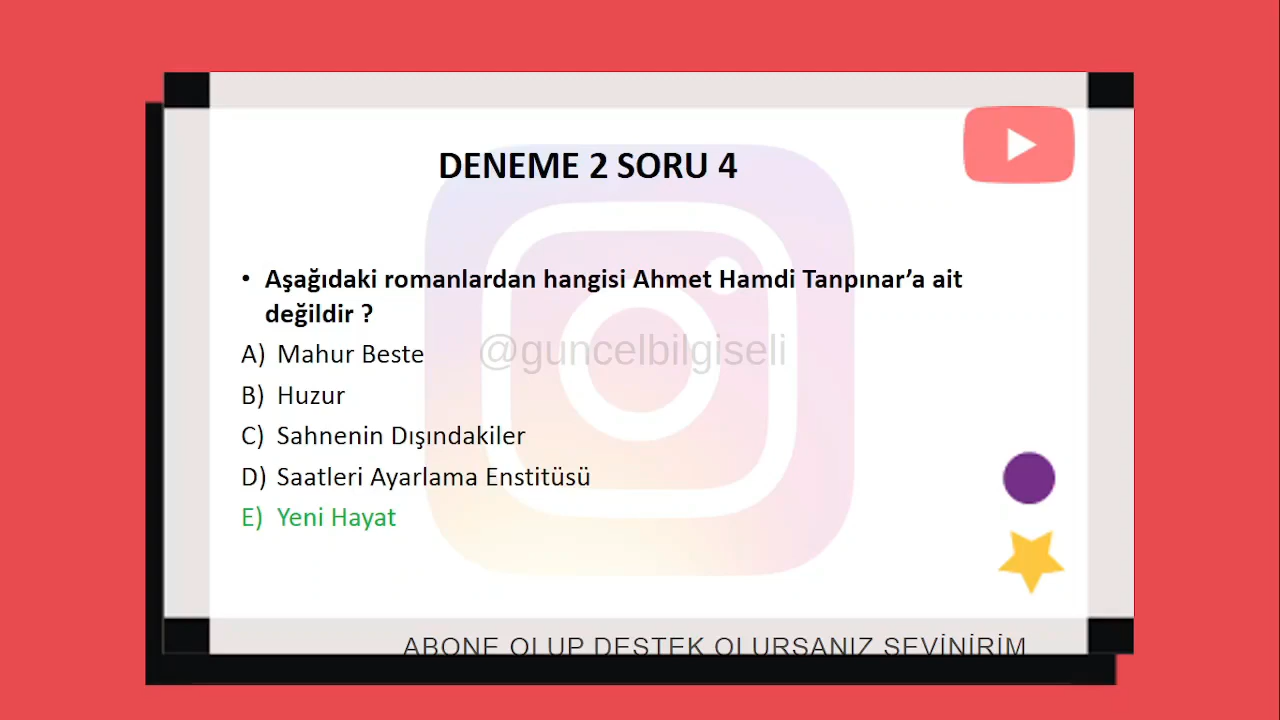 DENEME 2 SORU 4
• Aşağıdaki romanlardan hangisi Ahmet Hamdi Tanpınar’a ait
değildir ?
A) Mahur Beste
@guncelbilgiseli
B) Huzur
C) Sahnenin Dışındakiler
D) Saatleri Ayarlama Enstitüsü
E) Yeni Hayat
ABONE OLUP DESTEK OLURSANIZ SEVİNİRİM